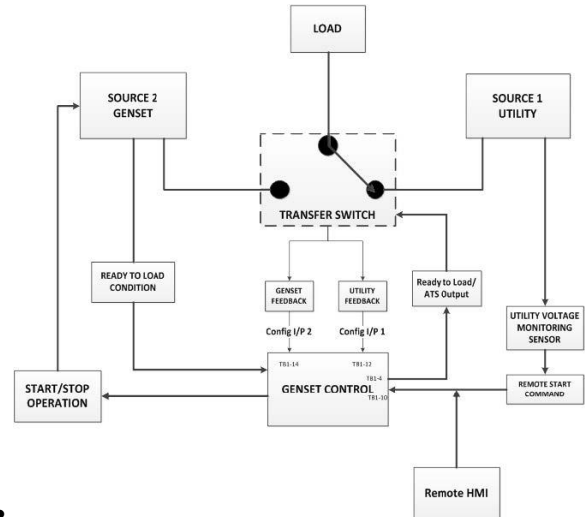 LOAD
SOURCE 2
GENSET
SOURCE 1
UTILITY
TRANSFER SWITCH
READY TO LOAD
CONDITION
GENSET
FEEDBACK
UTILITY
FEEDBACK
Ready to Load/
ATS Output
UTILITY VOLTAGE
MONITORING
SENSOR
Config I/P 2
Config I/P 1
TB1-14
TB1-12
TB1-4
TB1-10
GENSET CONTROL
START/STOP
OPERATION
REMOTE START
COMMAND
Remote HMI